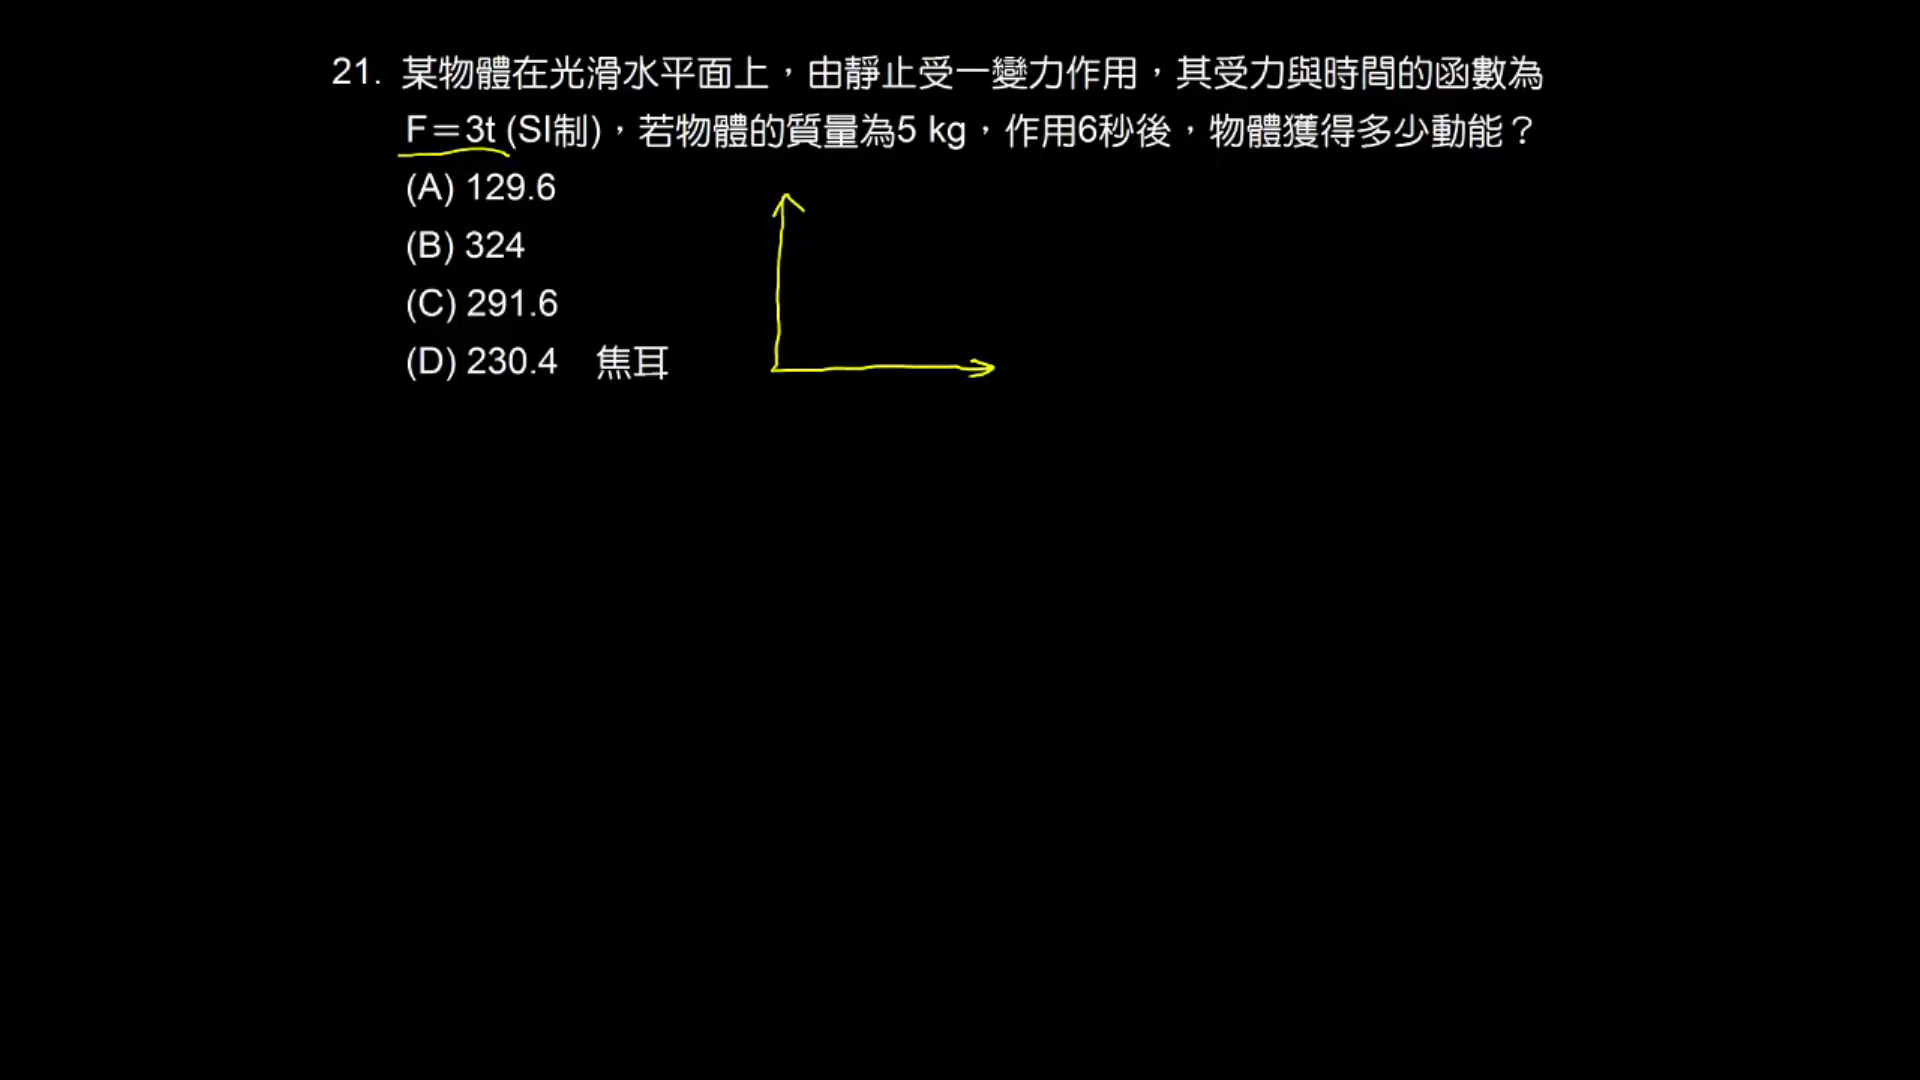 21. 某物體在光滑水平面上，由靜止受一變力作用，其受力與時間的函數為
F＝3t (SI制)，若物體的質量為5 kg，作用6秒後，物體獲得多少動能？
(A) 129.6
(B) 324
(C) 291.6
(D) 230.4 焦耳